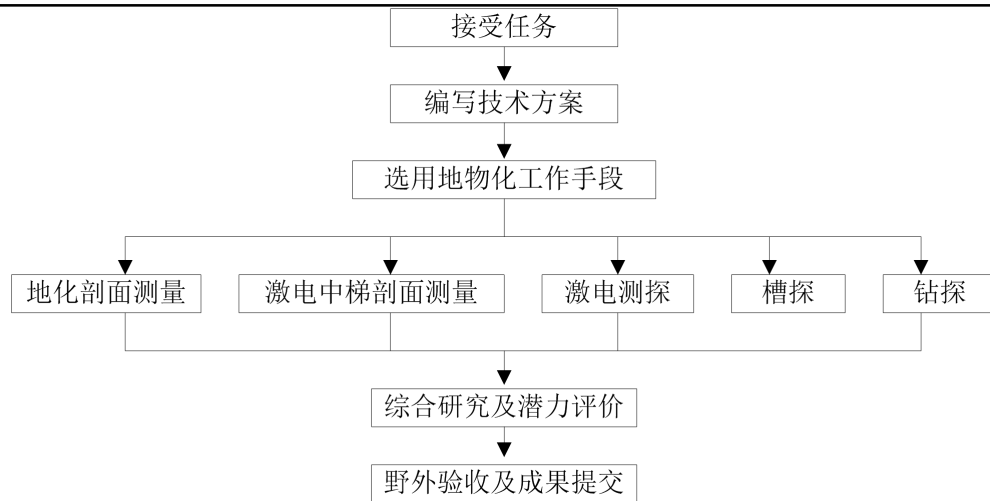 接受任务
编写技术方案
选用地物化工作手段
地化剖面测量
激电中梯剖面测量
激电测探
槽探
钻探
综合研究及潜力评价
野外验收及成果提交